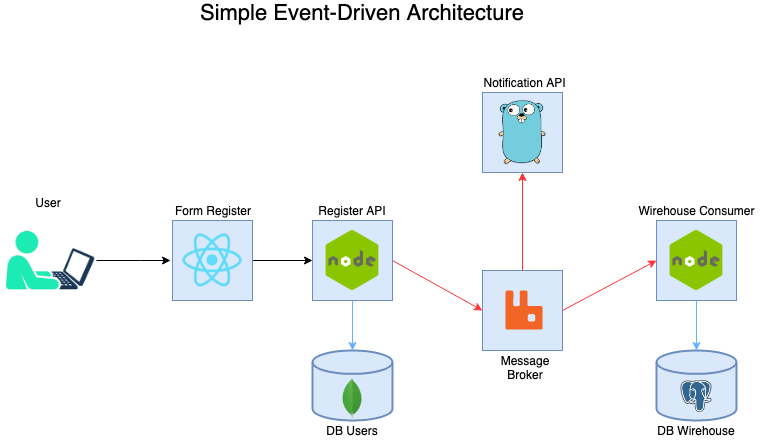 Simple Event-Driven Architecture
Notification API
User
Form Register
Register API
Wirehouse Consumer
node
node
Message
Broker
DB Users
DB Wirehouse